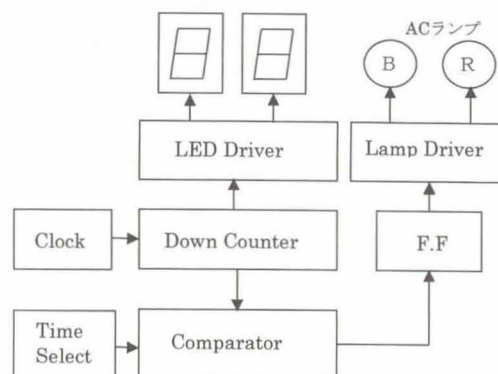 ACランプ
B
R
LED Driver
Lamp Driver
Clock
Down Counter
F.F
Time
Select
Comparator